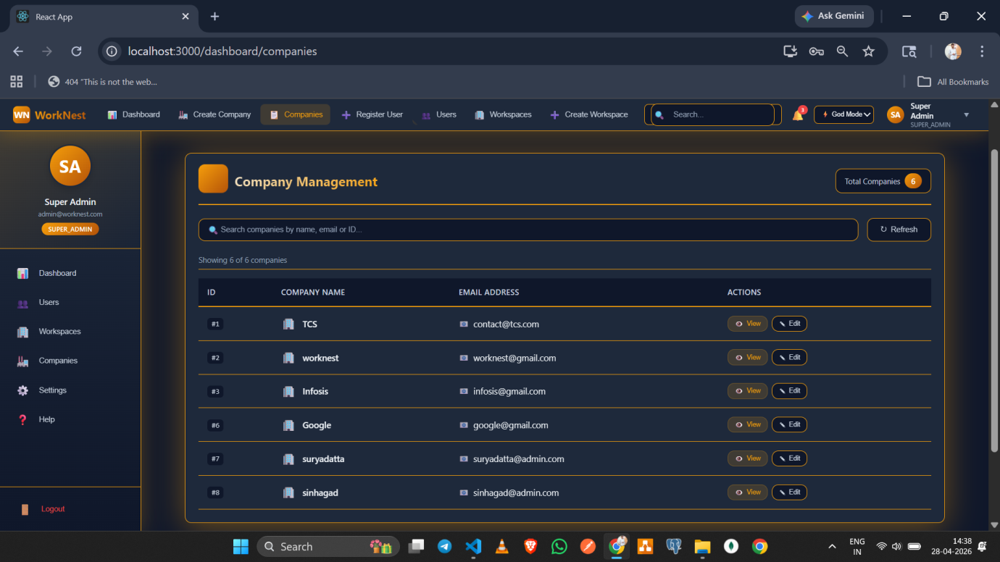 React App
Ask Gemini
localhost:3000/dashboard/companies
404 "This is not the web...
All Bookmarks
WN WorkNest Dashboard Create Company Companies Register User Users Workspaces Create Workspace Search... 3 God Mode SA Super Admin SUPER_ADMIN
SA
Super Admin
admin@worknest.com
SUPER_ADMIN
Dashboard
Users
Workspaces
Companies
Settings
Help
Logout
Company Management
Total Companies 6
Search companies by name, email or ID...
Refresh
Showing 6 of 6 companies
ID COMPANY NAME EMAIL ADDRESS ACTIONS
#1 TCS contact@tcs.com View Edit
#2 worknest worknest@gmail.com View Edit
#3 Infosis infosis@gmail.com View Edit
#6 Google google@gmail.com View Edit
#7 suryadatta suryadatta@admin.com View Edit
#8 sinhagad sinhagad@admin.com View Edit
Search
ENG
IN
14:38
28-04-2026